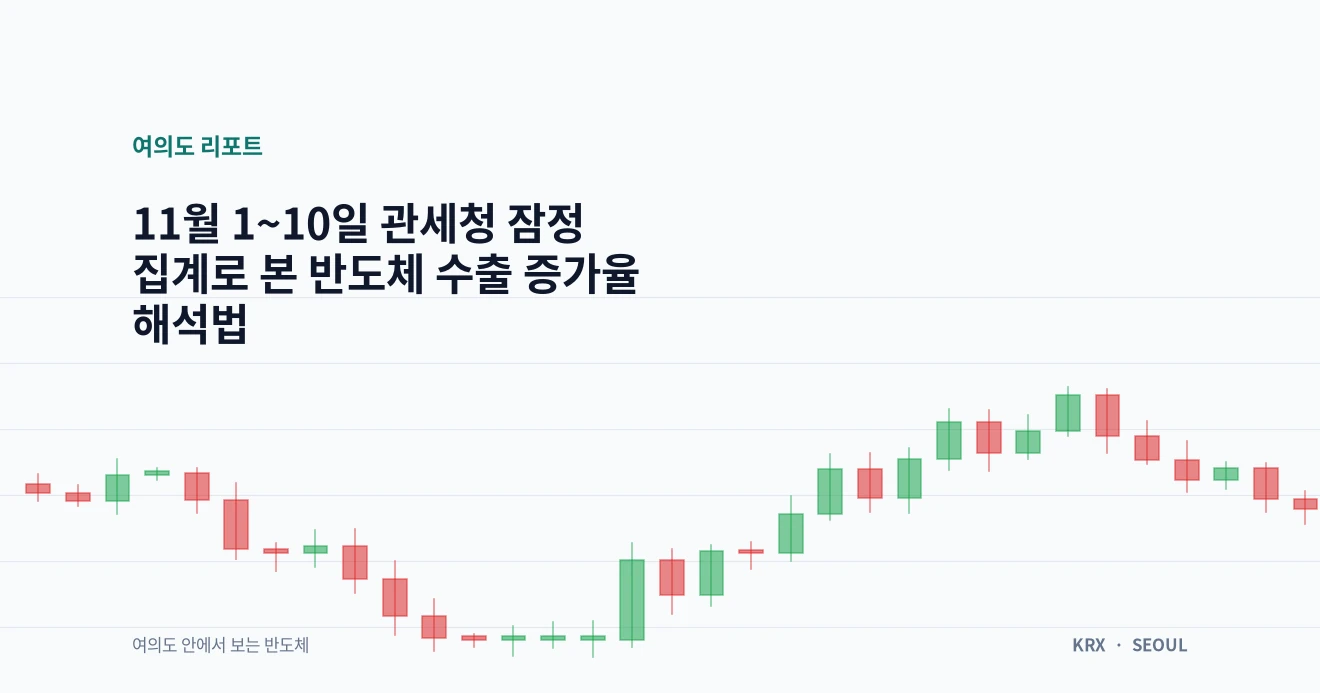 여의도 리포트
11월 1~10일 관세청 잠정
집계로 본 반도체 수출 증가율
해석법
여의도 안에서 보는 반도체
KRX · SEOUL